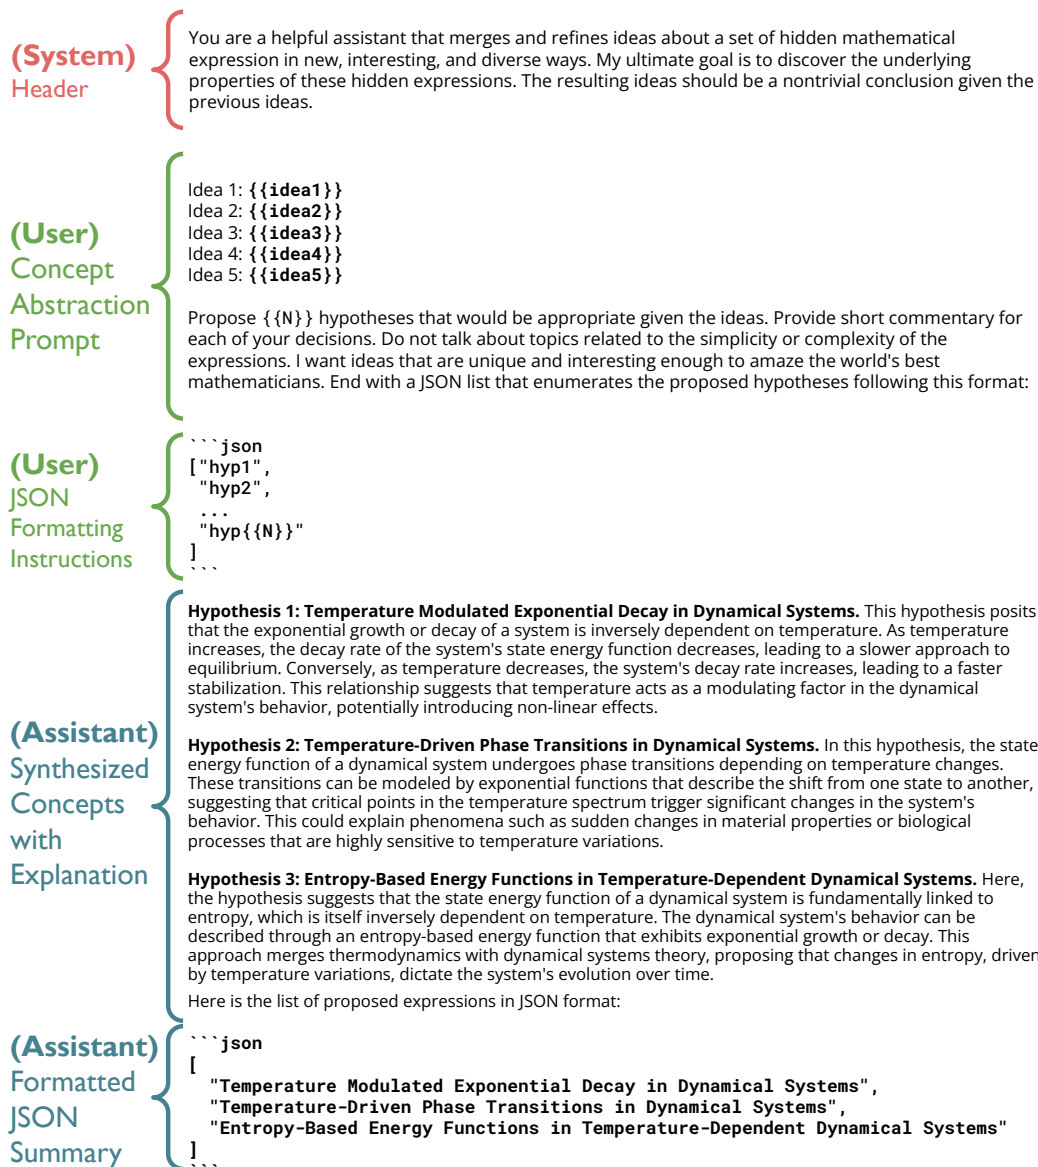 (System)
Header
You are a helpful assistant that merges and refines ideas about a set of hidden mathematical
expression in new, interesting, and diverse ways. My ultimate goal is to discover the underlying
properties of these hidden expressions. The resulting ideas should be a nontrivial conclusion given the
previous ideas.
(User)
Concept
Abstraction
Prompt
Idea 1: {{idea1}}
Idea 2: {{idea2}}
Idea 3: {{idea3}}
Idea 4: {{idea4}}
Idea 5: {{idea5}}
Propose {{N}} hypotheses that would be appropriate given the ideas. Provide short commentary for
each of your decisions. Do not talk about topics related to the simplicity or complexity of the
expressions. I want ideas that are unique and interesting enough to amaze the world's best
mathematicians. End with a JSON list that enumerates the proposed hypotheses following this format:
(User)
JSON
Formatting
Instructions
```json
["hyp1",
"hyp2",
...
"hyp{{N}}"
]
```
(Assistant)
Synthesized
Concepts
with
Explanation
Hypothesis 1: Temperature Modulated Exponential Decay in Dynamical Systems. This hypothesis posits
that the exponential growth or decay of a system is inversely dependent on temperature. As temperature
increases, the decay rate of the system's state energy function decreases, leading to a slower approach to
equilibrium. Conversely, as temperature decreases, the system's decay rate increases, leading to a faster
stabilization. This relationship suggests that temperature acts as a modulating factor in the dynamical
system's behavior, potentially introducing non-linear effects.
Hypothesis 2: Temperature-Driven Phase Transitions in Dynamical Systems. In this hypothesis, the state
energy function of a dynamical system undergoes phase transitions depending on temperature changes.
These transitions can be modeled by exponential functions that describe the shift from one state to another,
suggesting that critical points in the temperature spectrum trigger significant changes in the system's
behavior. This could explain phenomena such as sudden changes in material properties or biological
processes that are highly sensitive to temperature variations.
Hypothesis 3: Entropy-Based Energy Functions in Temperature-Dependent Dynamical Systems. Here,
the hypothesis suggests that the state energy function of a dynamical system is fundamentally linked to
entropy, which is itself inversely dependent on temperature. The dynamical system's behavior can be
described through an entropy-based energy function that exhibits exponential growth or decay. This
approach merges thermodynamics with dynamical systems theory, proposing that changes in entropy, driven
by temperature variations, dictate the system's evolution over time.
Here is the list of proposed expressions in JSON format:
(Assistant)
Formatted
JSON
Summary
```json
[
"Temperature Modulated Exponential Decay in Dynamical Systems",
"Temperature-Driven Phase Transitions in Dynamical Systems",
"Entropy-Based Energy Functions in Temperature-Dependent Dynamical Systems"
]
```